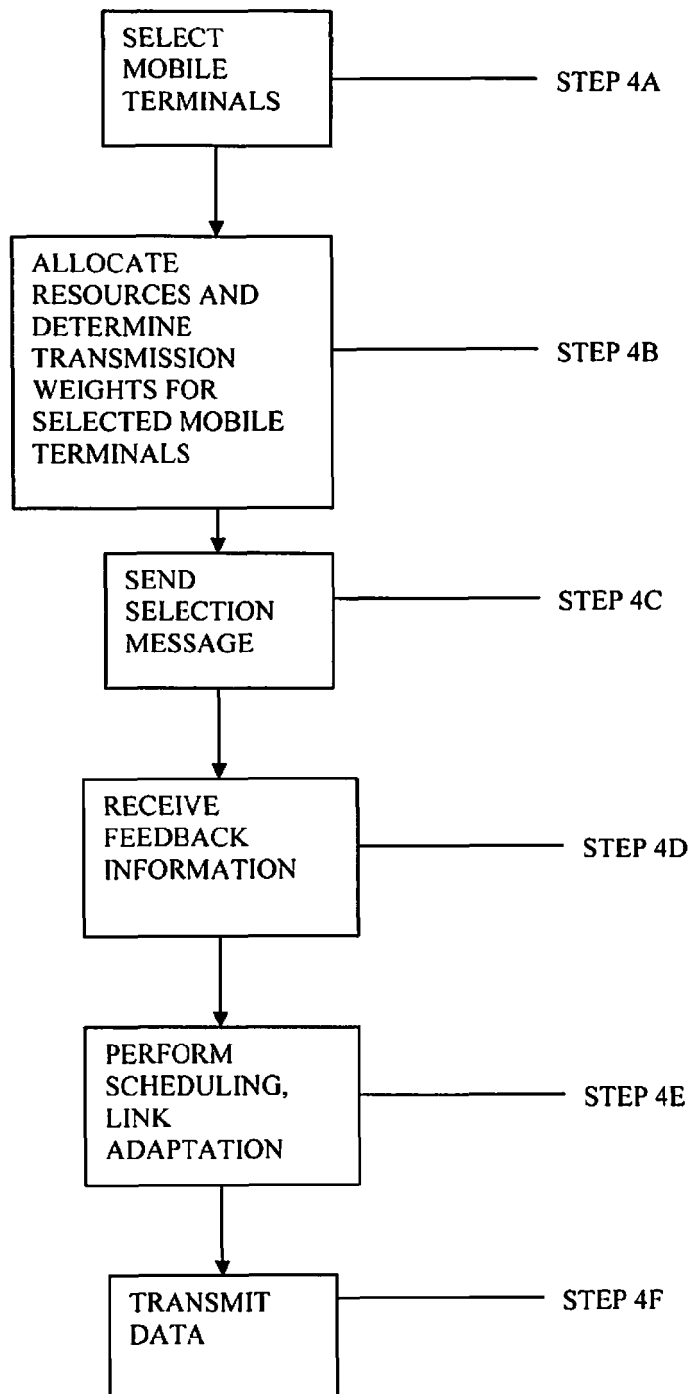 SELECT
MOBILE
TERMINALS
STEP 4A
ALLOCATE
RESOURCES AND
DETERMINE
TRANSMISSION
WEIGHTS FOR
SELECTED MOBILE
TERMINALS
STEP 4B
SEND
SELECTION
MESSAGE
STEP 4C
RECEIVE
FEEDBACK
INFORMATION
STEP 4D
PERFORM
SCHEDULING,
LINK
ADAPTATION
STEP 4E
TRANSMIT
DATA
STEP 4F